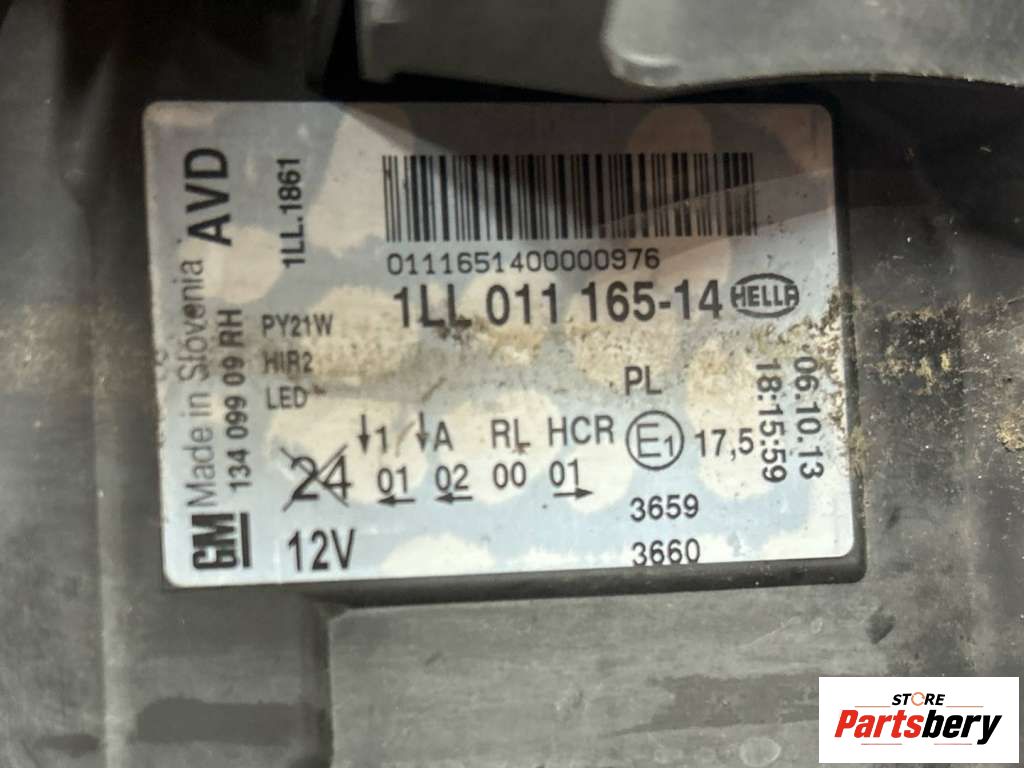 GM Made in Slovenia AVD
134 099 09 RH
1LL.1861
0111651400000976
1LL 011 165-14 HELLA
PY21W
HIR2
LED
PL
↓1 ↓A RL HCR E1 17,5
24 01 02 00 01
12V
3659
3660
06.10.13
18:15:59
STORE
Partsbery